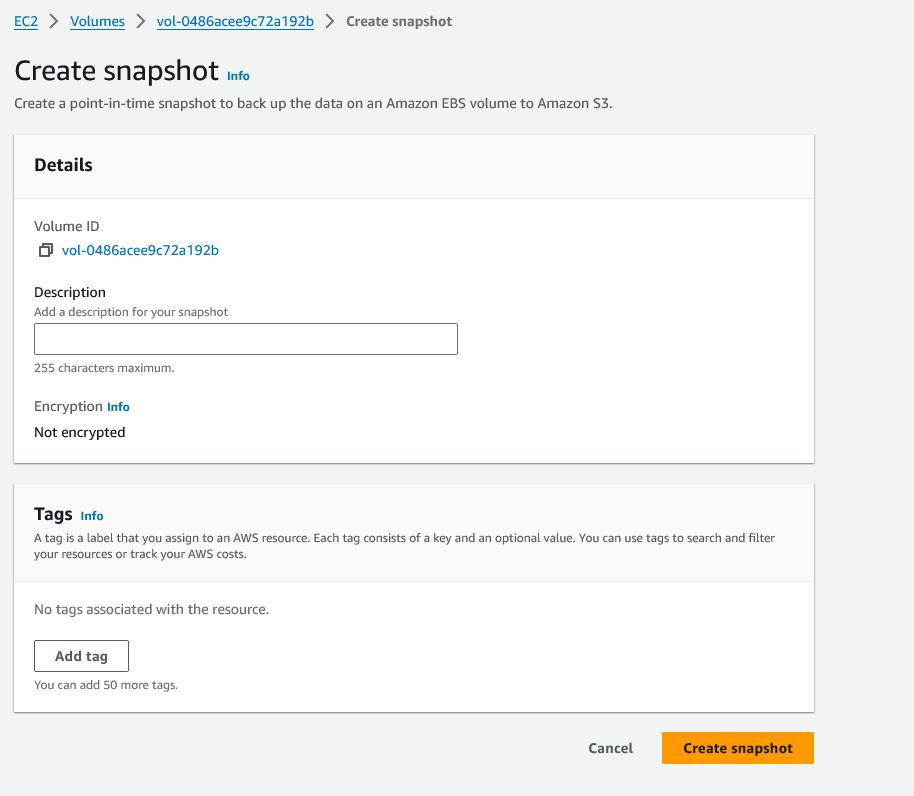 EC2 > Volumes > vol-0486acee9c72a192b > Create snapshot
Create snapshot Info
Create a point-in-time snapshot to back up the data on an Amazon EBS volume to Amazon S3.
Details
Volume ID
vol-0486acee9c72a192b
Description
Add a description for your snapshot
255 characters maximum.
Encryption Info
Not encrypted
Tags Info
A tag is a label that you assign to an AWS resource. Each tag consists of a key and an optional value. You can use tags to search and filter
your resources or track your AWS costs.
No tags associated with the resource.
Add tag
You can add 50 more tags.
Cancel Create snapshot